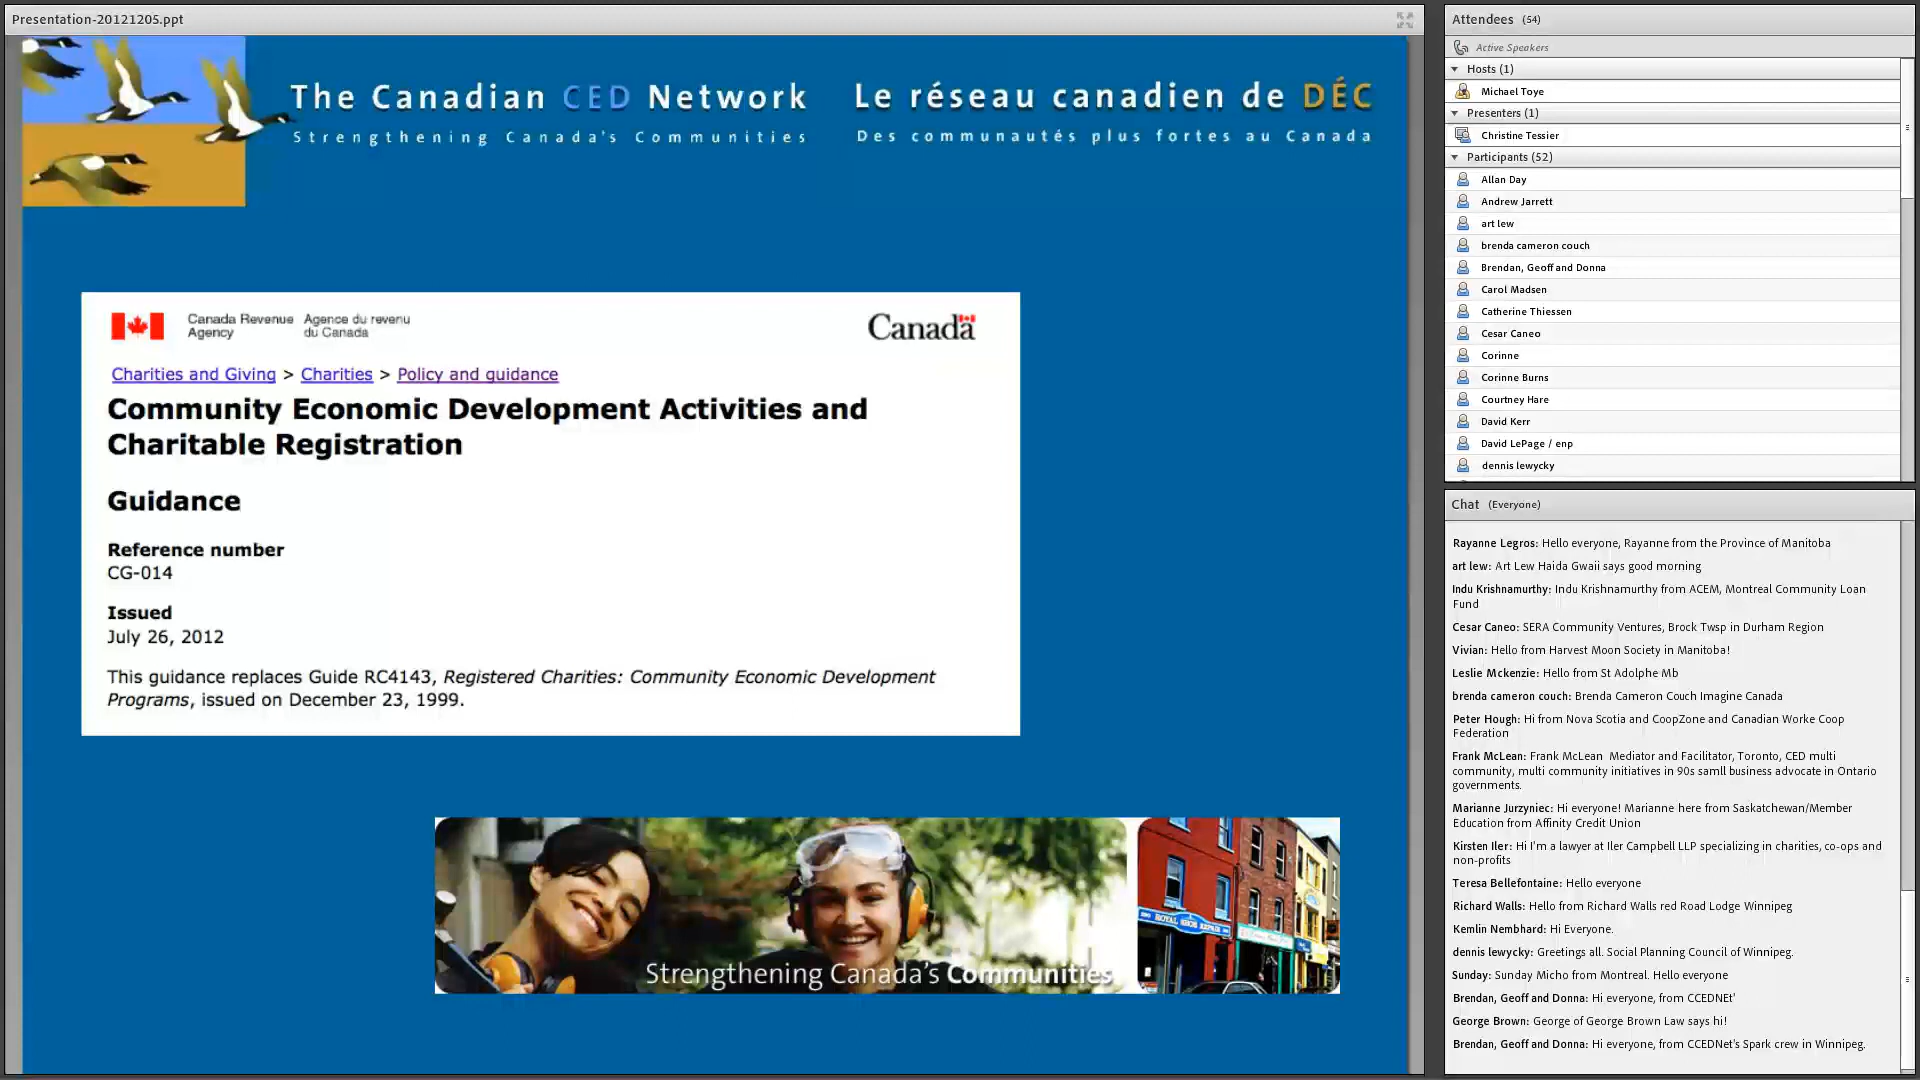 Presentation-20121205.ppt
The Canadian CED Network
Strengthening Canada's Communities
Le réseau canadien de DÉC
Des communautés plus fortes au Canada
Canada Revenue Agency
Agence du revenu du Canada
Canada
Charities and Giving > Charities > Policy and guidance
Community Economic Development Activities and
Charitable Registration
Guidance
Reference number
CG-014
Issued
July 26, 2012
This guidance replaces Guide RC4143, Registered Charities: Community Economic Development
Programs, issued on December 23, 1999.
ROYAL SHOE REPAIR
Strengthening Canada's Communities
Attendees (54)
Active Speakers
Hosts (1)
Michael Toye
Presenters (1)
Christine Tessier
Participants (52)
Allan Day
Andrew Jarrett
art lew
brenda cameron couch
Brendan, Geoff and Donna
Carol Madsen
Catherine Thiessen
Cesar Caneo
Corinne
Corinne Burns
Courtney Hare
David Kerr
David LePage / enp
dennis lewycky
Chat (Everyone)
Rayanne Legros: Hello everyone, Rayanne from the Province of Manitoba
art lew: Art Lew Haida Gwaii says good morning
Indu Krishnamurthy: Indu Krishnamurthy from ACEM, Montreal Community Loan
Fund
Cesar Caneo: SERA Community Ventures, Brock Twsp in Durham Region
Vivian: Hello from Harvest Moon Society in Manitoba!
Leslie Mckenzie: Hello from St Adolphe Mb
brenda cameron couch: Brenda Cameron Couch Imagine Canada
Peter Hough: Hi from Nova Scotia and CoopZone and Canadian Worke Coop
Federation
Frank McLean: Frank McLean Mediator and Facilitator, Toronto, CED multi
community, multi community initiatives in 90s samll business advocate in Ontario
governments.
Marianne Jurzyniec: Hi everyone! Marianne here from Saskatchewan/Member
Education from Affinity Credit Union
Kirsten Iler: Hi I'm a lawyer at Iler Campbell LLP specializing in charities, co-ops and
non-profits
Teresa Bellefontaine: Hello everyone
Richard Walls: Hello from Richard Walls red Road Lodge Winnipeg
Kemlin Nembhard: Hi Everyone.
dennis lewycky: Greetings all. Social Planning Council of Winnipeg.
Sunday: Sunday Micho from Montreal. Hello everyone
Brendan, Geoff and Donna: Hi everyone, from CCEDNEt'
George Brown: George of George Brown Law says hi!
Brendan, Geoff and Donna: Hi everyone, from CCEDNet's Spark crew in Winnipeg.